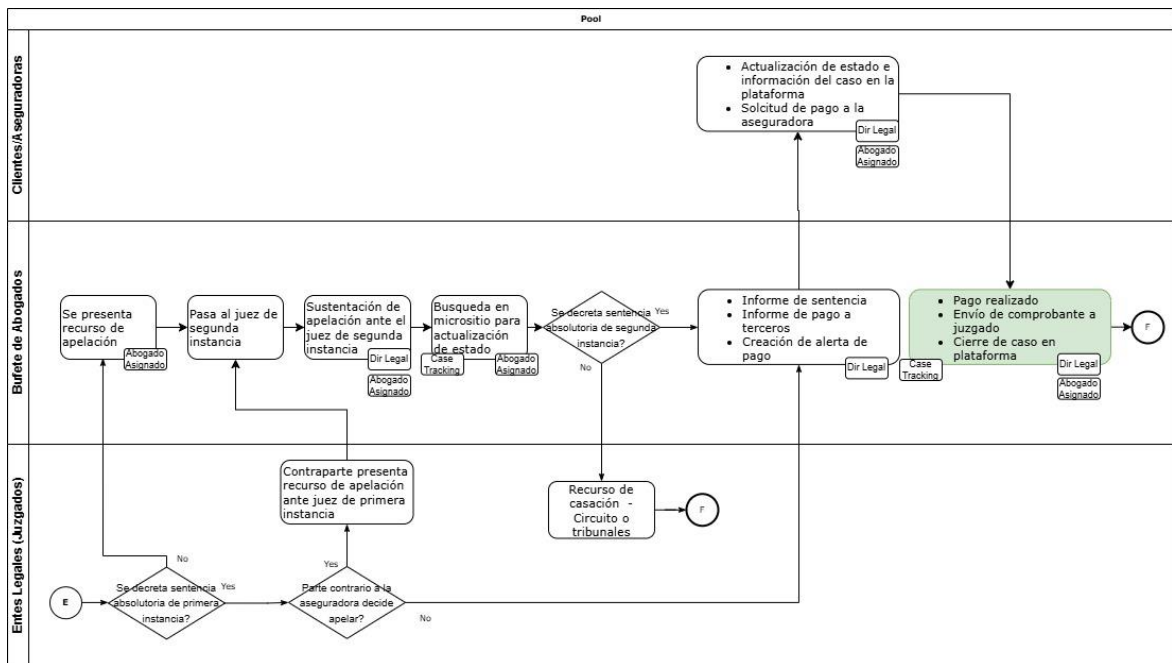 Pool
Clientes/Aseguradoras
• Actualización de estado e
información del caso en la
plataforma
• Solcitud de pago a la
aseguradora
Dir Legal
Abogado
Asignado
Bufete de Abogados
Se presenta
recurso de
apelación
Abogado
Asignado
Pasa al juez de
segunda
instancia
Sustentación de
apelación ante el
juez de segunda
instancia
Dir Legal
Abogado
Asignado
Busqueda en
micrositio para
actualización
de estado
Case
Tracking
Abogado
Asignado
Se decreta sentencia
absolutoria de segunda
instancia?
Yes
No
• Informe de sentencia
• Informe de pago a
terceros
• Creación de alerta de
pago
Dir Legal
• Pago realizado
• Envío de comprobante a
juzgado
• Cierre de caso en
plataforma
Case
Tracking
Dir Legal
Abogado
Asignado
F
Entes Legales (Juzgados)
Contraparte presenta
recurso de apelación
ante juez de primera
instancia
Recurso de
casación -
Circuito o
tribunales
F
E
Se decreta sentencia
absolutoria de primera
instancia?
No
Yes
Parte contrario a la
aseguradora decide
apelar?
Yes
No